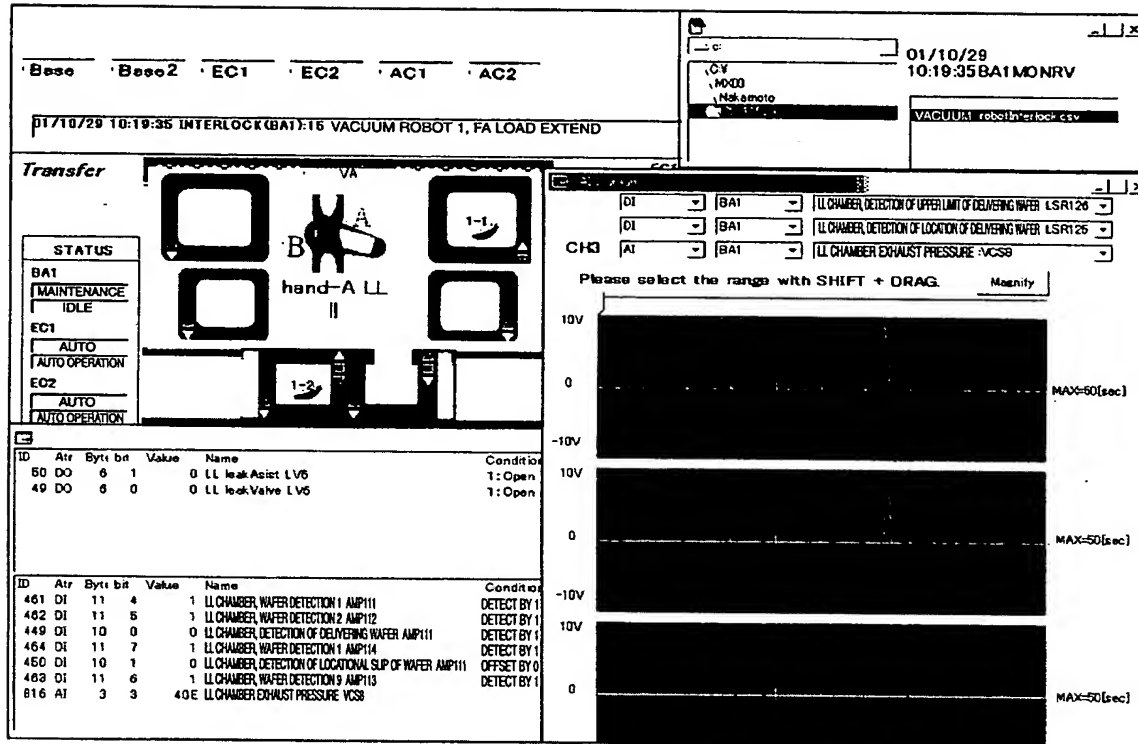 Base Base2 EC1 EC2 AC1 AC2
01/10/29 10:19:35 INTERLOCK(BA1):15 VACUUM ROBOT 1, FA LOAD EXTEND
c:
C:¥
MX03
Nakamoto
01/10/29
10:19:35 BA1 MONRV
VACUUM_robotInterlock.csv
Transfer
VA
A
B
1-1
hand-A LL
1-2
STATUS
BA1
MAINTENANCE
IDLE
EC1
AUTO
AUTO OPERATION
EC2
AUTO
AUTO OPERATION
DI BA1 LL CHAMBER, DETECTION OF UPPER LIMIT OF DELIVERING WAFER LSR126
DI BA1 LL CHAMBER, DETECTION OF LOCATION OF DELIVERING WAFER LSR125
CH3 AI BA1 LL CHAMBER EXHAUST PRESSURE :VCS8
Please select the range with SHIFT + DRAG. Magnify
10V
0 MAX=50[sec]
-10V
10V
0 MAX=50[sec]
-10V
10V
0 MAX=50[sec]
ID Atr Byte bit Value Name Condition
50 DO 6 1 0 LL leakAsist LV6 1:Open
49 DO 6 0 0 LL leakValve LV5 1:Open
ID Atr Byte bit Value Name Condition
461 DI 11 4 1 LL CHAMBER, WAFER DETECTION 1 AMP111 DETECT BY 1
462 DI 11 5 1 LL CHAMBER, WAFER DETECTION 2 AMP112 DETECT BY 1
449 DI 10 0 0 LL CHAMBER, DETECTION OF DELIVERING WAFER AMP111 DETECT BY 1
464 DI 11 7 1 LL CHAMBER, WAFER DETECTION 1 AMP114 DETECT BY 1
450 DI 10 1 0 LL CHAMBER, DETECTION OF LOCATIONAL SLIP OF WAFER AMP111 OFFSET BY 0
463 DI 11 6 1 LL CHAMBER, WAFER DETECTION 9 AMP113 DETECT BY 1
816 AI 3 3 40E LL CHAMBER EXHAUST PRESSURE VCS8